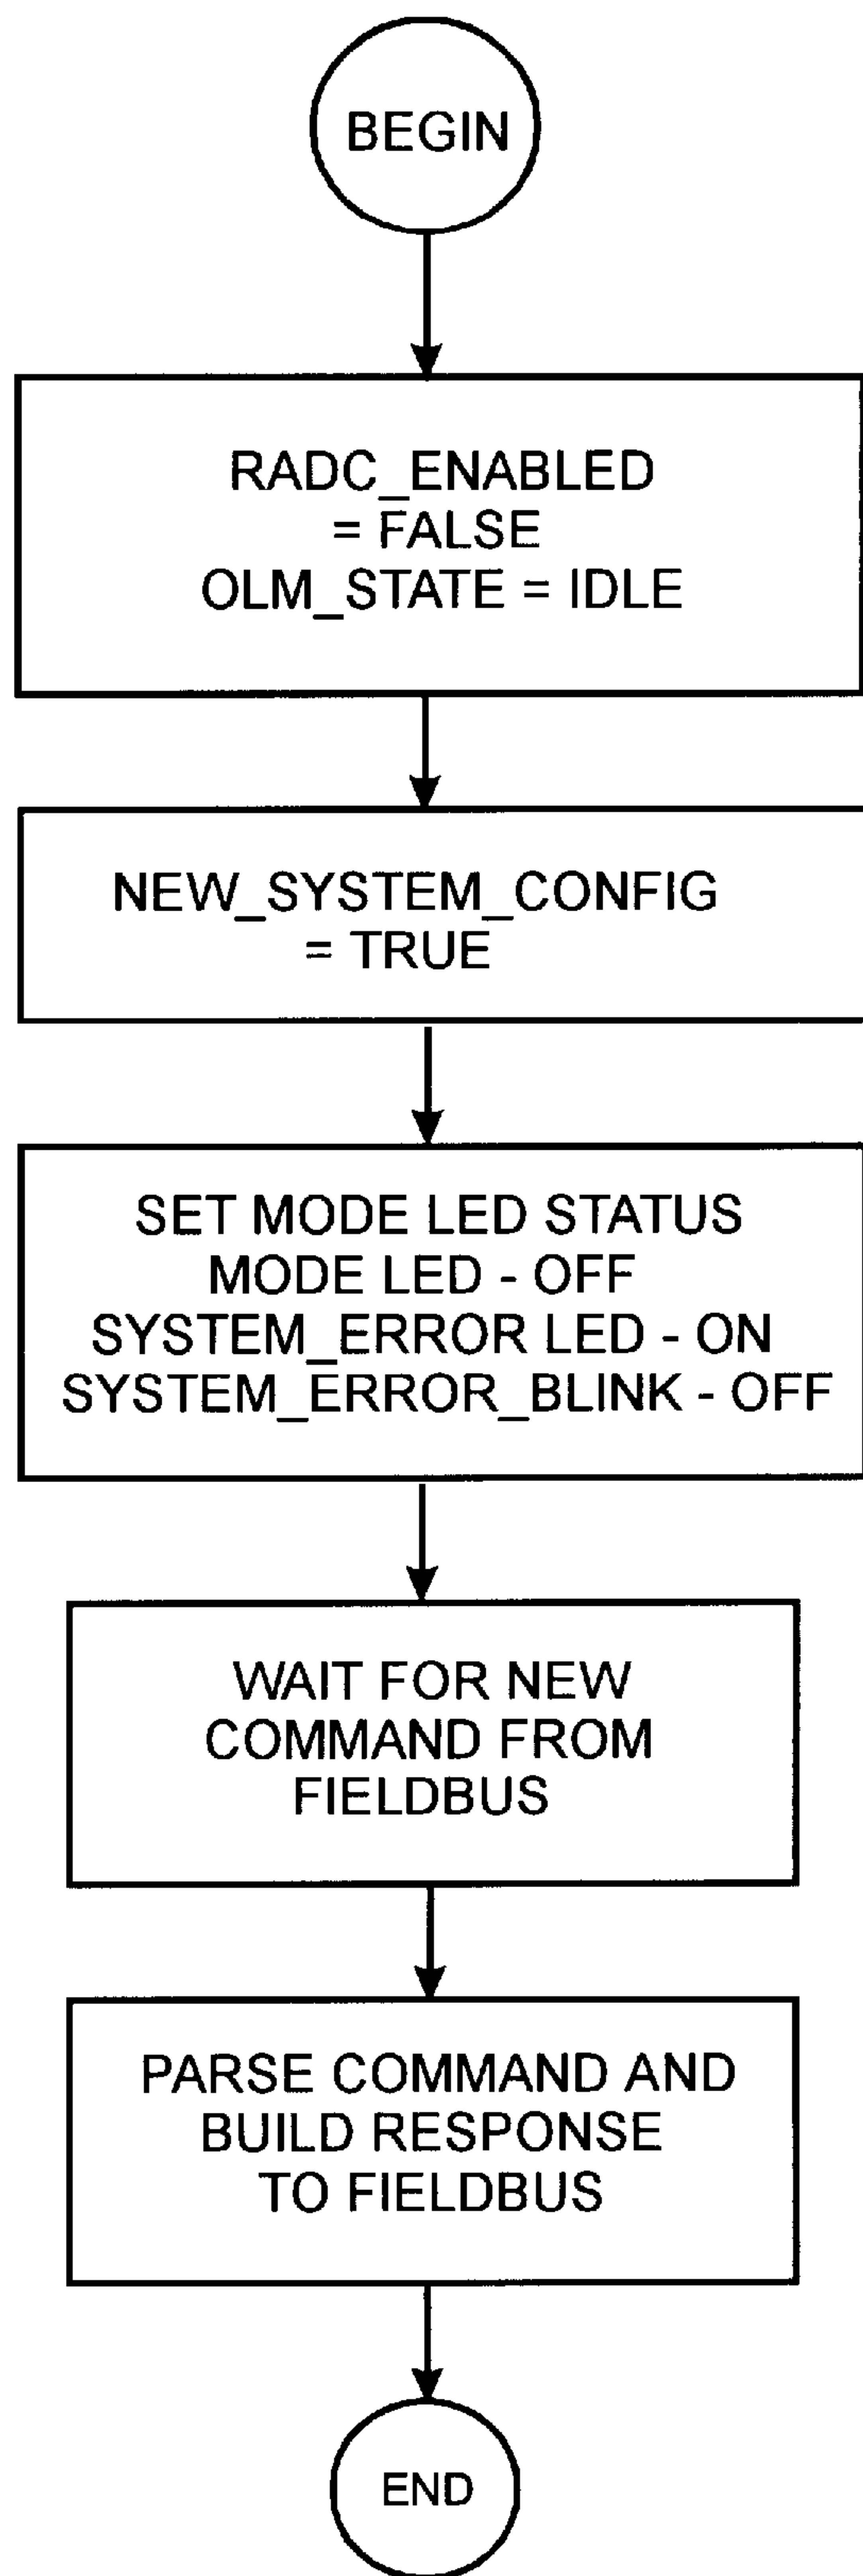 BEGIN
RADC_ENABLED
= FALSE
OLM_STATE = IDLE
NEW_SYSTEM_CONFIG
= TRUE
SET MODE LED STATUS
MODE LED - OFF
SYSTEM_ERROR LED - ON
SYSTEM_ERROR_BLINK - OFF
WAIT FOR NEW
COMMAND FROM
FIELDBUS
PARSE COMMAND AND
BUILD RESPONSE
TO FIELDBUS
END